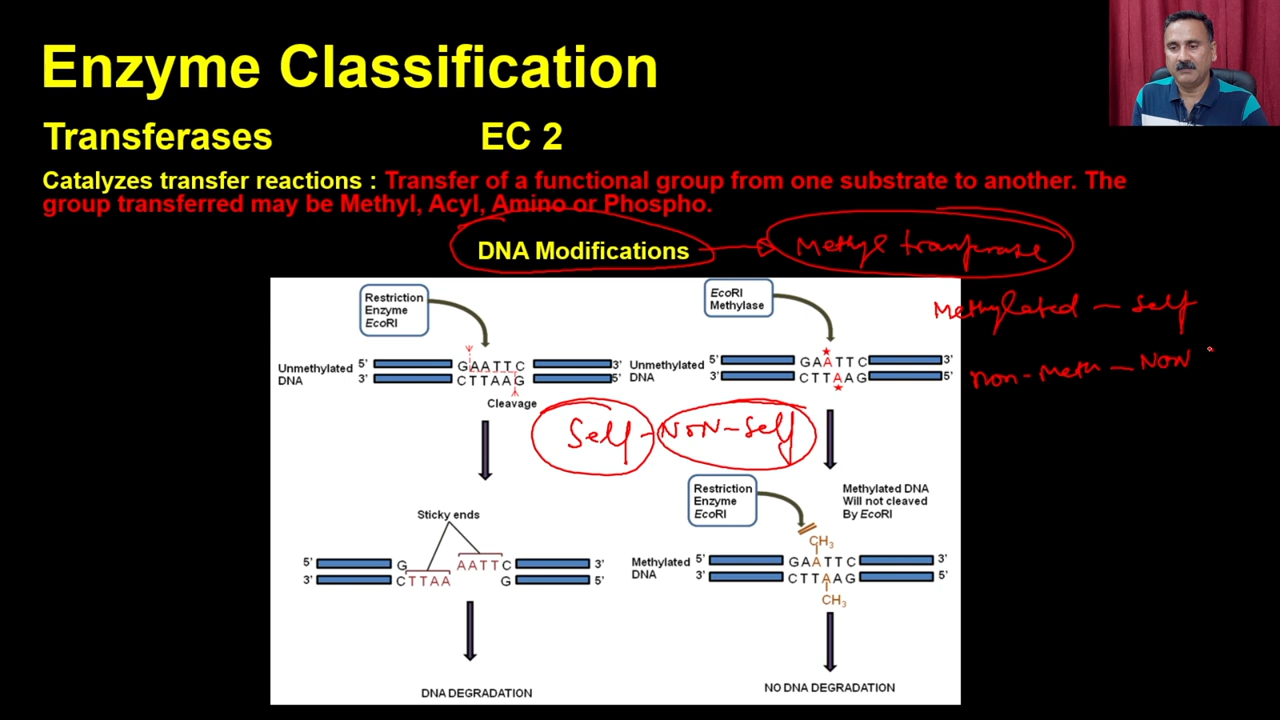 Enzyme Classification
Transferases EC 2
Catalyzes transfer reactions : Transfer of a functional group from one substrate to another. The
group transferred may be Methyl, Acyl, Amino or Phospho.
DNA Modifications Methyl tranferase
Methylated - Self
Non-Meth - NON
Restriction
Enzyme
EcoRI
Unmethylated
DNA
5' GAATTC 3'
3' CTTAAG 5'
Cleavage
EcoRI
Methylase
Unmethylated
DNA
5' GAATTC 3'
3' CTTAAG 5'
Self - NON-Self
Sticky ends
5' G AATTC 3'
3' CTTAA G 5'
DNA DEGRADATION
Restriction
Enzyme
EcoRI
Methylated DNA
Will not cleaved
By EcoRI
CH3
Methylated
DNA
5' GAATTC 3'
3' CTTAAG 5'
CH3
NO DNA DEGRADATION